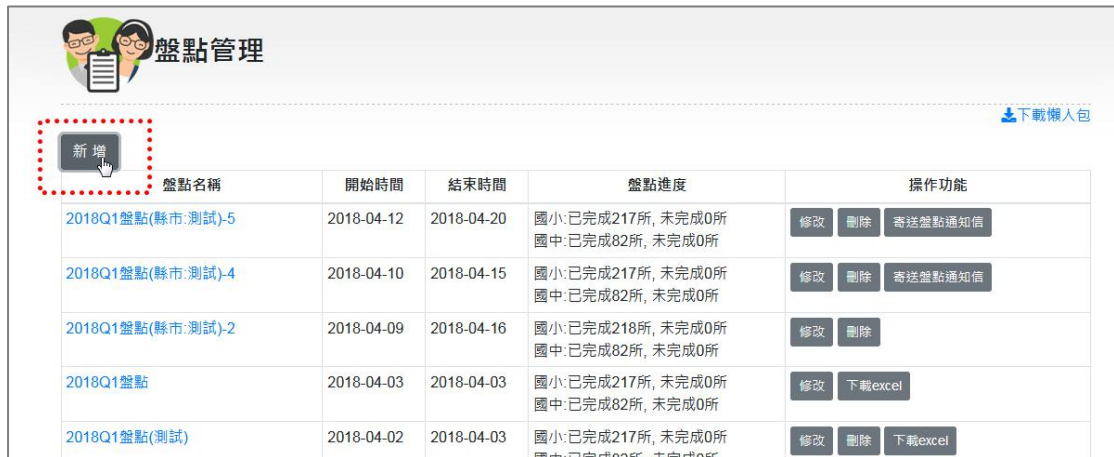 盤點管理
下載懶人包
新增
盤點名稱 開始時間 結束時間 盤點進度 操作功能
2018Q1盤點(縣市:測試)-5 2018-04-12 2018-04-20 國小:已完成217所, 未完成0所 修改 刪除 寄送盤點通知信
國中:已完成82所, 未完成0所
2018Q1盤點(縣市:測試)-4 2018-04-10 2018-04-15 國小:已完成217所, 未完成0所 修改 刪除 寄送盤點通知信
國中:已完成82所, 未完成0所
2018Q1盤點(縣市:測試)-2 2018-04-09 2018-04-16 國小:已完成218所, 未完成0所 修改 刪除
國中:已完成82所, 未完成0所
2018Q1盤點 2018-04-03 2018-04-03 國小:已完成217所, 未完成0所 修改 下載excel
國中:已完成82所, 未完成0所
2018Q1盤點(測試) 2018-04-02 2018-04-03 國小:已完成217所, 未完成0所 修改 刪除 下載excel